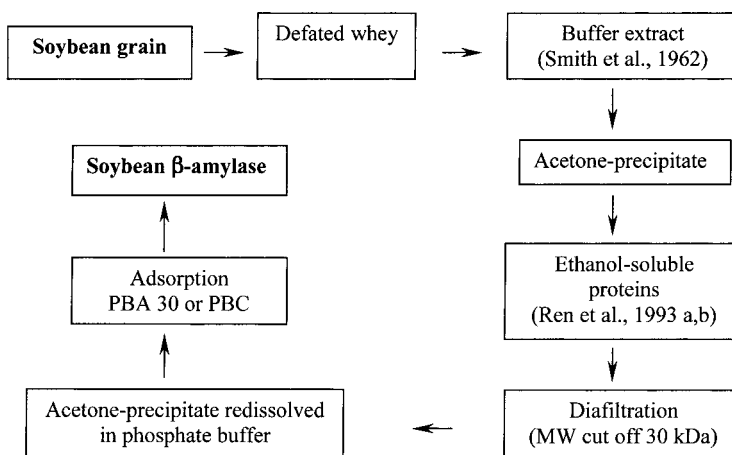 Soybean grain
Defated whey
Buffer extract
(Smith et al., 1962)
Acetone-precipitate
Ethanol-soluble
proteins
(Ren et al., 1993 a,b)
Diafiltration
(MW cut off 30 kDa)
Acetone-precipitate redissolved
in phosphate buffer
Adsorption
PBA 30 or PBC
Soybean β-amylase